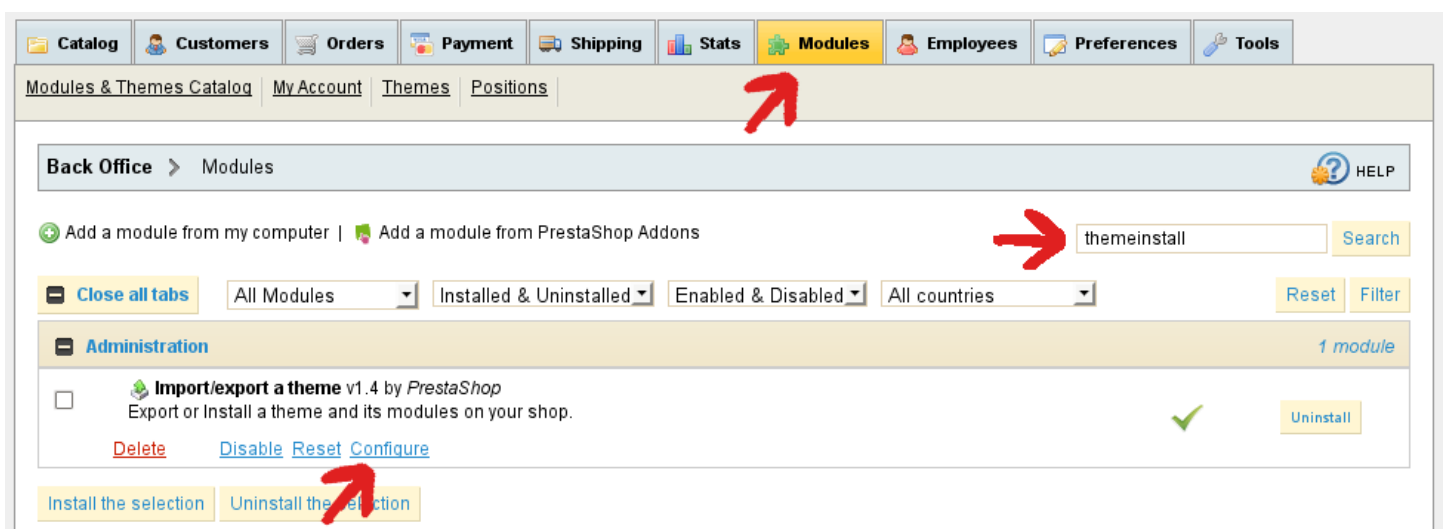 Catalog Customers Orders Payment Shipping Stats Modules Employees Preferences Tools
Modules & Themes Catalog My Account Themes Positions
Back Office > Modules HELP
Add a module from my computer | Add a module from PrestaShop Addons themeinstall Search
Close all tabs All Modules Installed & Uninstalled Enabled & Disabled All countries Reset Filter
Administration 1 module
Import/export a theme v1.4 by PrestaShop
Export or Install a theme and its modules on your shop.
Uninstall
Delete Disable Reset Configure
Install the selection Uninstall the selection